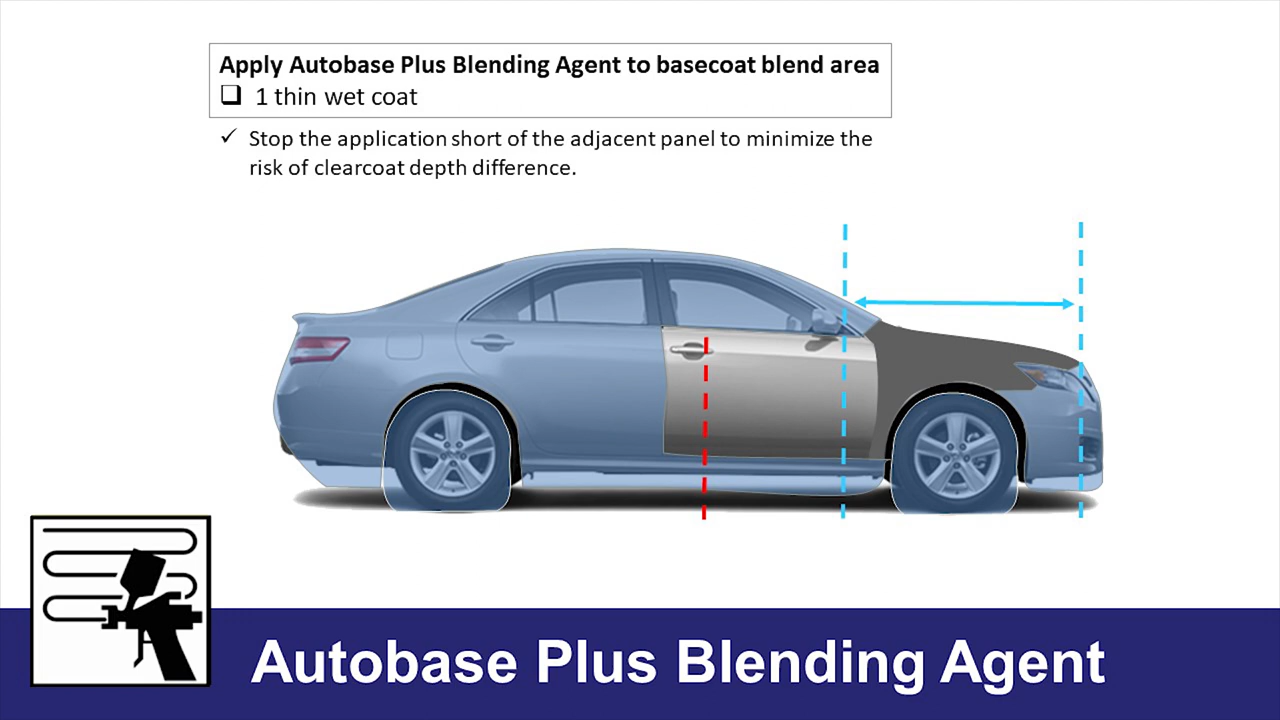 Apply Autobase Plus Blending Agent to basecoat blend area
❑ 1 thin wet coat
✓ Stop the application short of the adjacent panel to minimize the
risk of clearcoat depth difference.
Autobase Plus Blending Agent